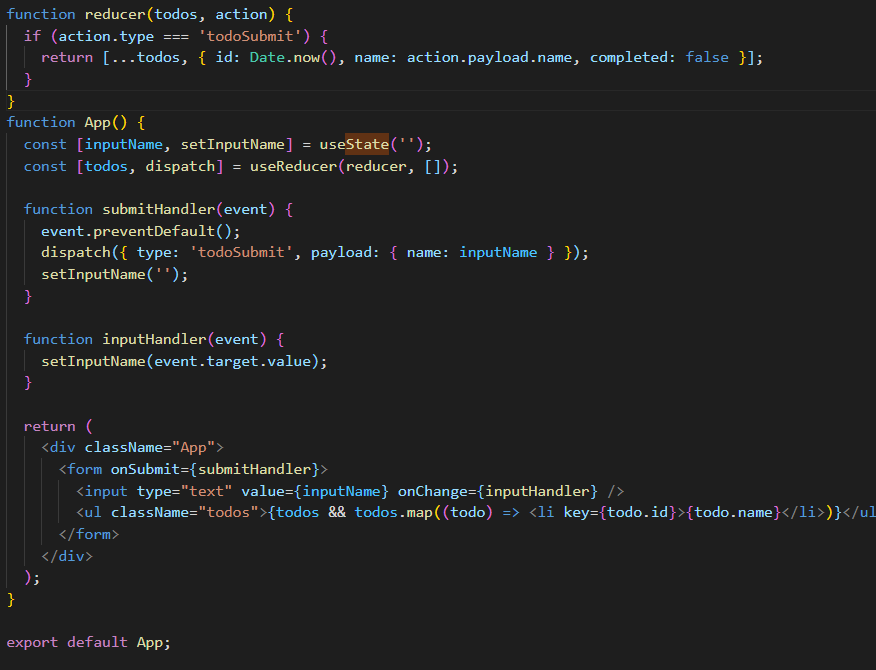 function reducer(todos, action) {
  if (action.type === 'todoSubmit') {
    return [...todos, { id: Date.now(), name: action.payload.name, completed: false }];
  }
}
function App() {
  const [inputName, setInputName] = useState('');
  const [todos, dispatch] = useReducer(reducer, []);

  function submitHandler(event) {
    event.preventDefault();
    dispatch({ type: 'todoSubmit', payload: { name: inputName } });
    setInputName('');
  }

  function inputHandler(event) {
    setInputName(event.target.value);
  }

  return (
    <div className="App">
      <form onSubmit={submitHandler}>
        <input type="text" value={inputName} onChange={inputHandler} />
        <ul className="todos">{todos && todos.map((todo) => <li key={todo.id}>{todo.name}</li>)}</ul
      </form>
    </div>
  );
}

export default App;